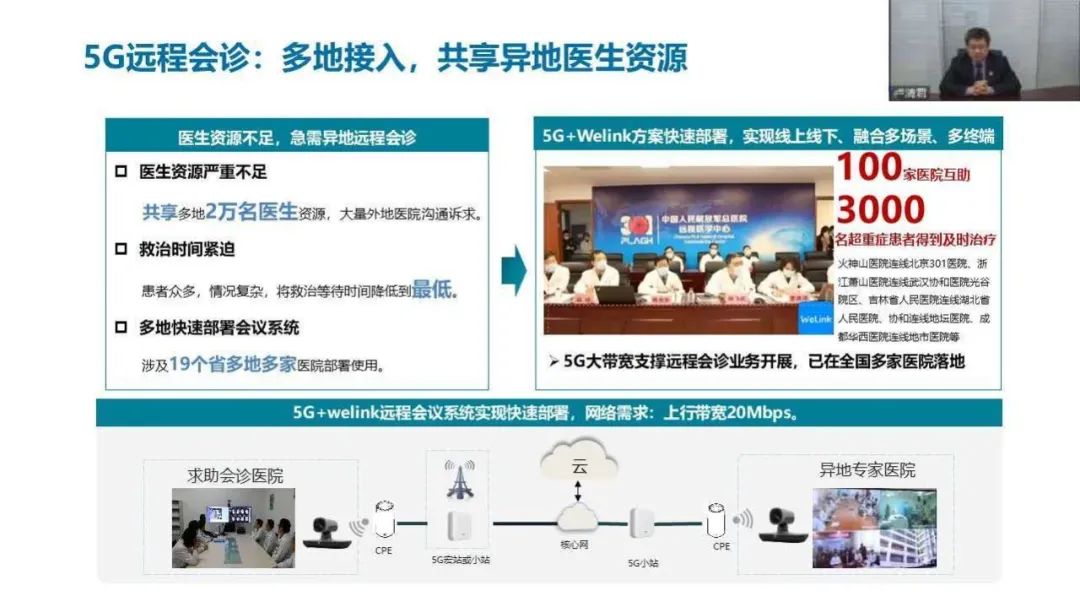 5G远程会诊：多地接入，共享异地医生资源
卢清君
医生资源不足，急需异地远程会诊
医生资源严重不足
共享多地2万名医生资源，大量外地医院沟通诉求。
救治时间紧迫
患者众多，情况复杂，将救治等待时间降低到最低。
多地快速部署会议系统
涉及19个省多地多家医院部署使用。
5G+Welink方案快速部署，实现线上线下、融合多场景、多终端
301
PLAGH
中国人民解放军总医院
远程医学中心
WeLink
100家医院互助
3000
名超重症患者得到及时治疗
火神山医院连线北京301医院、浙
江萧山医院连线武汉协和医院光谷
院区、吉林省人民医院连线湖北省
人民医院、协和连线地坛医院、成
都华西医院连线地市医院等
➢5G大带宽支撑远程会诊业务开展，已在全国多家医院落地
5G+welink远程会议系统实现快速部署，网络需求：上行带宽20Mbps。
求助会诊医院
CPE
5G宏站或小站
云
核心网
5G小站
CPE
异地专家医院